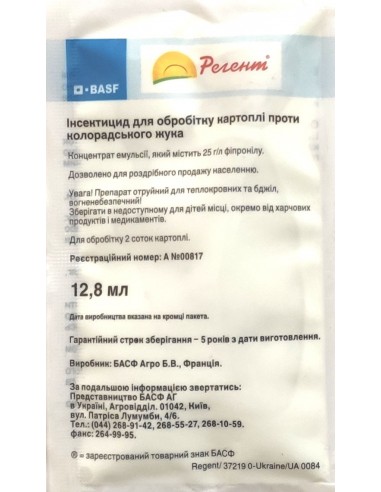 BASF
Регент®
Інсектицид для обробітку картоплі проти
колорадського жука
Концентрат емульсії, який містить 25 г/л фіпронілу.
Дозволено для роздрібного продажу населенню.
Увага! Препарат отруйний для теплокровних та бджіл,
вогненебезпечний!
Зберігати в недоступному для дітей місці, окремо від харчових
продуктів і медикаментів.
Для обробітку 2 соток картоплі.
Реєстраційний номер: А №00817
12,8 мл
Дата виробництва вказана на кромці пакета.
Гарантійний строк зберігання – 5 років з дати виготовлення.
Виробник: БАСФ Агро Б.В., Франція.
За подальшою інформацією звертатись:
Представництво БАСФ АГ
в Україні, Агровідділ. 01042, Київ,
вул. Патріса Лумумби, 4/6.
Тел.: (044) 268-91-42, 268-55-27, 268-10-59.
факс: 264-99-95.
® = зареєстрований товарний знак БАСФ
Regent/ 37219 0-Ukraine/UA 0084